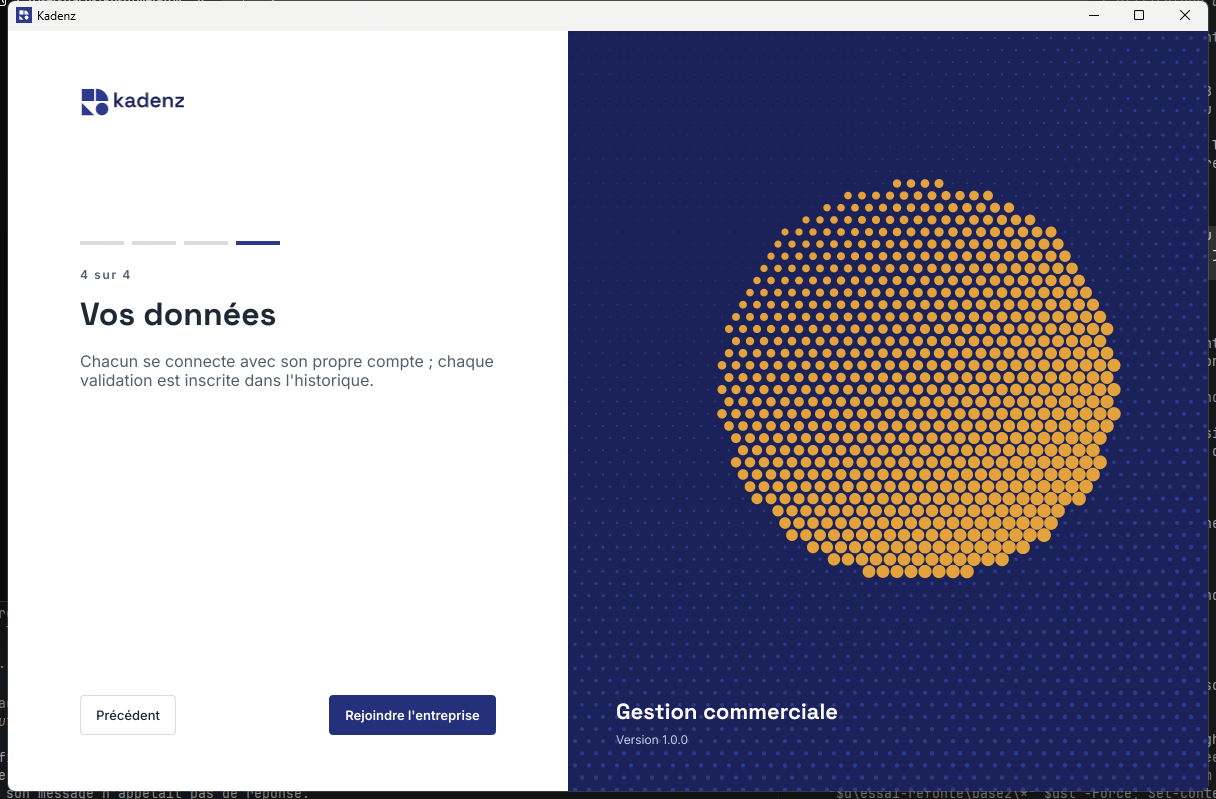 Kadenz
kadenz
4 sur 4
Vos données
Chacun se connecte avec son propre compte ; chaque
validation est inscrite dans l'historique.
Précédent
Rejoindre l'entreprise
Gestion commerciale
Version 1.0.0
son message n'appelait pas de réponse.